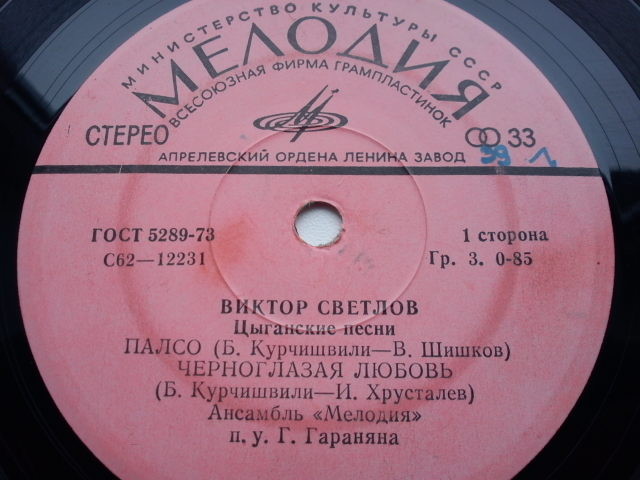 МИНИСТЕРСТВО КУЛЬТУРЫ СССР
МЕЛОДИЯ
ВСЕСОЮЗНАЯ ФИРМА ГРАМПЛАСТИНОК
СТЕРЕО
33
АПРЕЛЕВСКИЙ ОРДЕНА ЛЕНИНА ЗАВОД
39
ГОСТ 5289-73
1 сторона
С62—12231
Гр. 3. 0-85
ВИКТОР СВЕТЛОВ
Цыганские песни
ПАЛСО (Б. Курчишвили—В. Шишков)
ЧЕРНОГЛАЗАЯ ЛЮБОВЬ
(Б. Курчишвили—И. Хрусталев)
Ансамбль «Мелодия»
п. у. Г. Гараняна